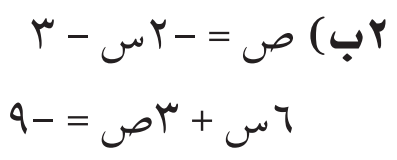 ٢ب) ص = −٢س − ٣
٦س + ٣ص = −٩